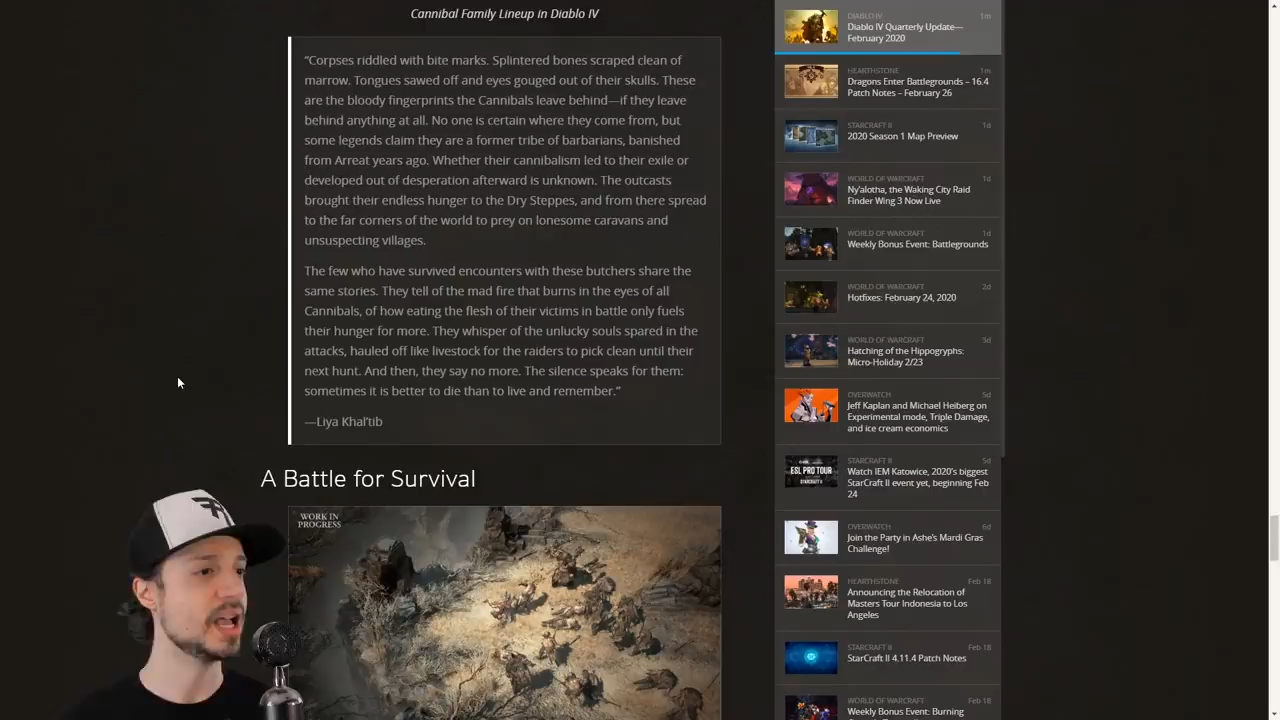 Cannibal Family Lineup in Diablo IV
“Corpses riddled with bite marks. Splintered bones scraped clean of
marrow. Tongues sawed off and eyes gouged out of their skulls. These
are the bloody fingerprints the Cannibals leave behind—if they leave
behind anything at all. No one is certain where they come from, but
some legends claim they are a former tribe of barbarians, banished
from Arreat years ago. Whether their cannibalism led to their exile or
developed out of desperation afterward is unknown. The outcasts
brought their endless hunger to the Dry Steppes, and from there spread
to the far corners of the world to prey on lonesome caravans and
unsuspecting villages.
The few who have survived encounters with these butchers share the
same stories. They tell of the mad fire that burns in the eyes of all
Cannibals, of how eating the flesh of their victims in battle only fuels
their hunger for more. They whisper of the unlucky souls spared in the
attacks, hauled off like livestock for the raiders to pick clean until their
next hunt. And then, they say no more. The silence speaks for them:
sometimes it is better to die than to live and remember.”
—Liya Khal’tib
A Battle for Survival
WORK IN
PROGRESS
DIABLO IV 1m
Diablo IV Quarterly Update—
February 2020
HEARTHSTONE 1m
Dragons Enter Battlegrounds – 16.4
Patch Notes – February 26
STARCRAFT II 1d
2020 Season 1 Map Preview
WORLD OF WARCRAFT 1d
Ny’alotha, the Waking City Raid
Finder Wing 3 Now Live
WORLD OF WARCRAFT 1d
Weekly Bonus Event: Battlegrounds
WORLD OF WARCRAFT 2d
Hotfixes: February 24, 2020
WORLD OF WARCRAFT 3d
Hatching of the Hippogryphs:
Micro-Holiday 2/23
OVERWATCH 5d
Jeff Kaplan and Michael Heiberg on
Experimental mode, Triple Damage,
and ice cream economics
STARCRAFT II 5d
ESL PRO TOUR
STARCRAFT II
Watch IEM Katowice, 2020’s biggest
StarCraft II event yet, beginning Feb
24
OVERWATCH 6d
Join the Party in Ashe’s Mardi Gras
Challenge!
HEARTHSTONE Feb 18
Announcing the Relocation of
Masters Tour Indonesia to Los
Angeles
STARCRAFT II Feb 18
StarCraft II 4.11.4 Patch Notes
WORLD OF WARCRAFT Feb 18
Weekly Bonus Event: Burning